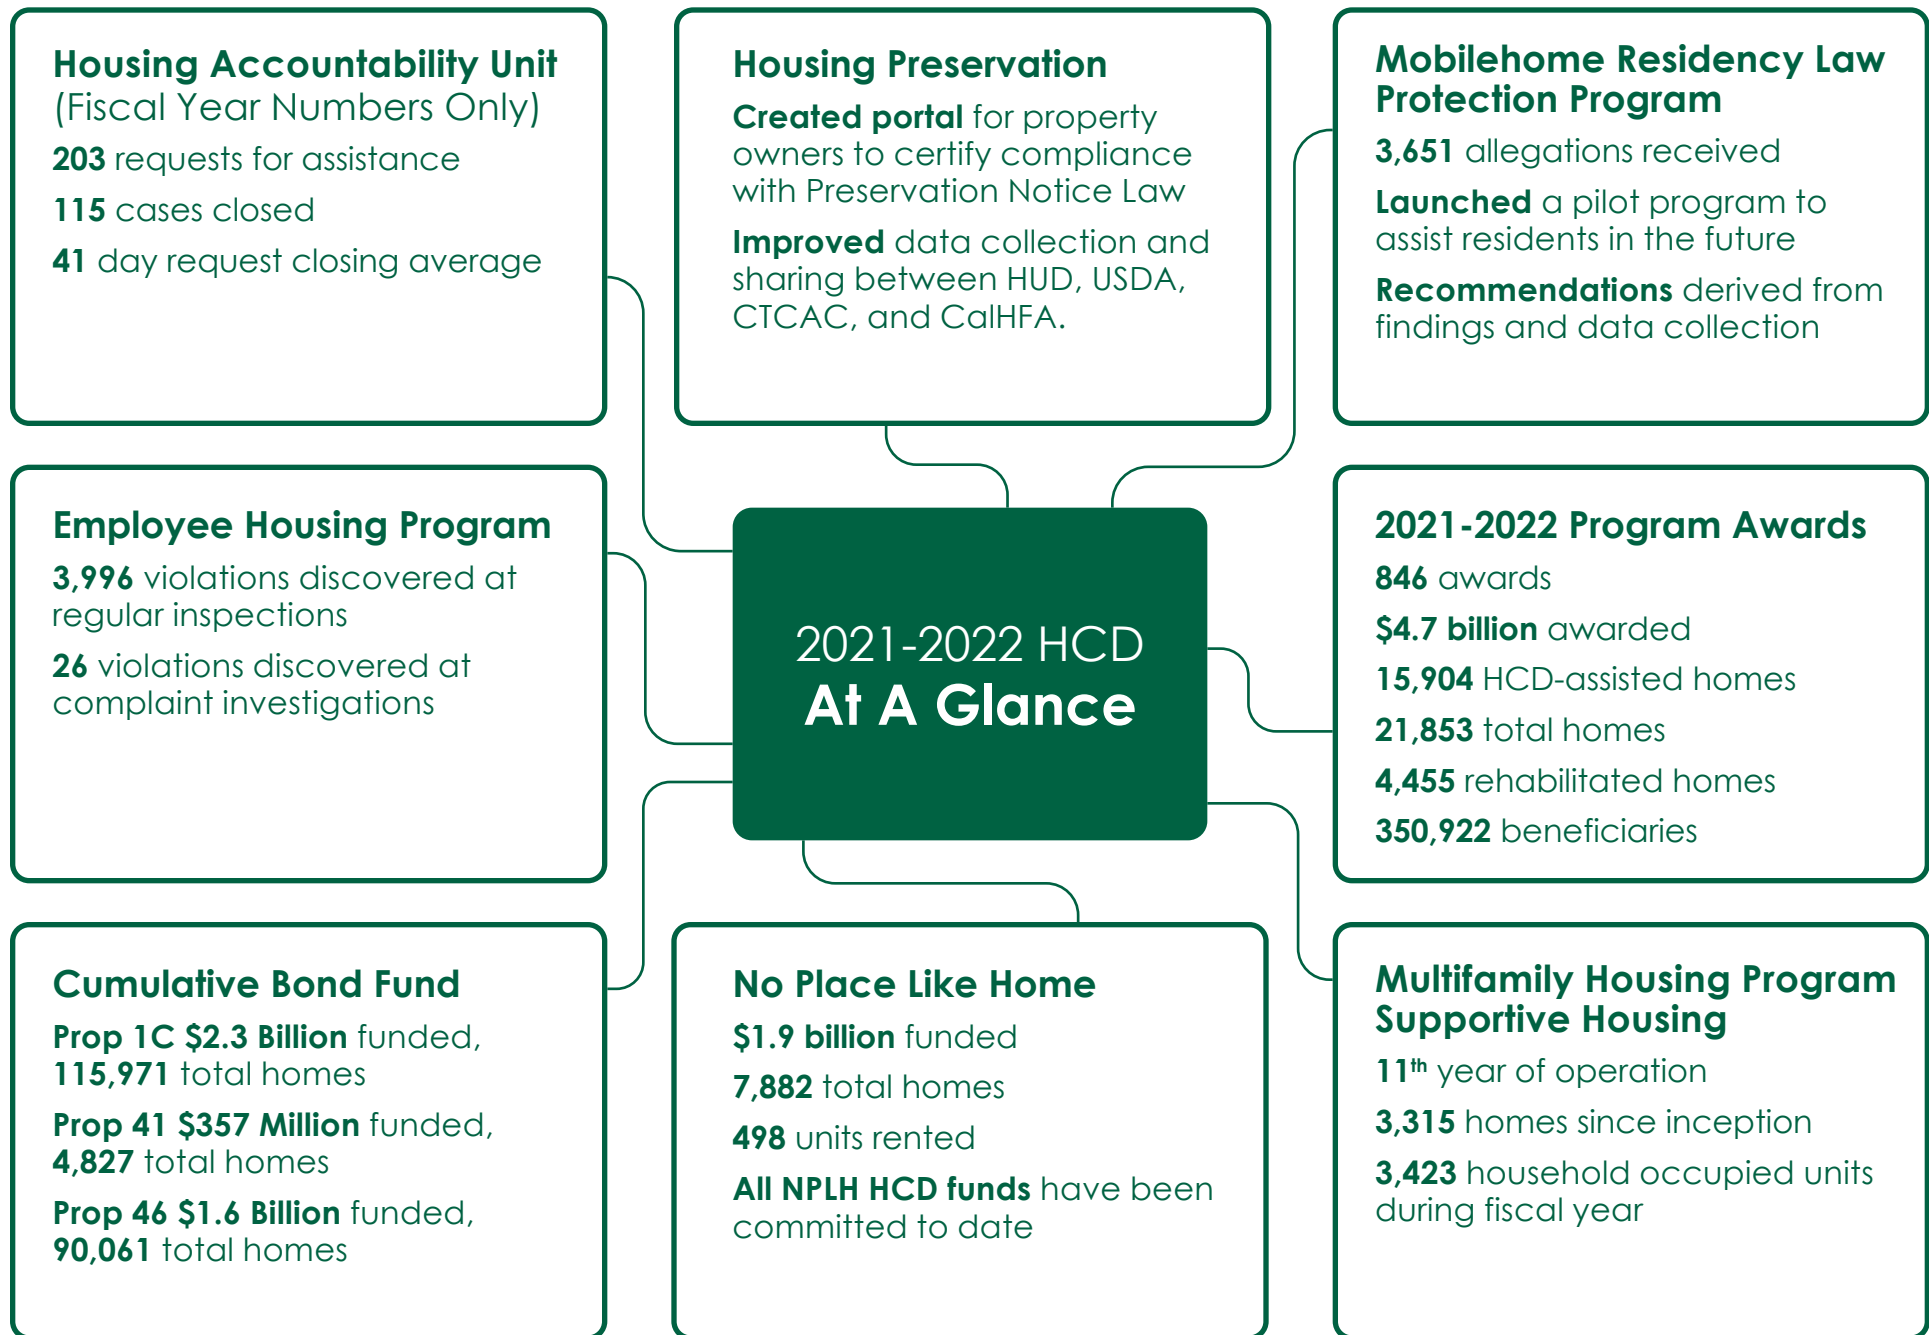 Housing Accountability Unit
(Fiscal Year Numbers Only)
203 requests for assistance
115 cases closed
41 day request closing average
Housing Preservation
Created portal for property
owners to certify compliance
with Preservation Notice Law
Improved data collection and
sharing between HUD, USDA,
CTCAC, and CalHFA.
Mobilehome Residency Law
Protection Program
3,651 allegations received
Launched a pilot program to
assist residents in the future
Recommendations derived from
findings and data collection
Employee Housing Program
3,996 violations discovered at
regular inspections
26 violations discovered at
complaint investigations
2021-2022 HCD
At A Glance
2021-2022 Program Awards
846 awards
$4.7 billion awarded
15,904 HCD-assisted homes
21,853 total homes
4,455 rehabilitated homes
350,922 beneficiaries
Cumulative Bond Fund
Prop 1C $2.3 Billion funded,
115,971 total homes
Prop 41 $357 Million funded,
4,827 total homes
Prop 46 $1.6 Billion funded,
90,061 total homes
No Place Like Home
$1.9 billion funded
7,882 total homes
498 units rented
All NPLH HCD funds have been
committed to date
Multifamily Housing Program
Supportive Housing
11th year of operation
3,315 homes since inception
3,423 household occupied units
during fiscal year